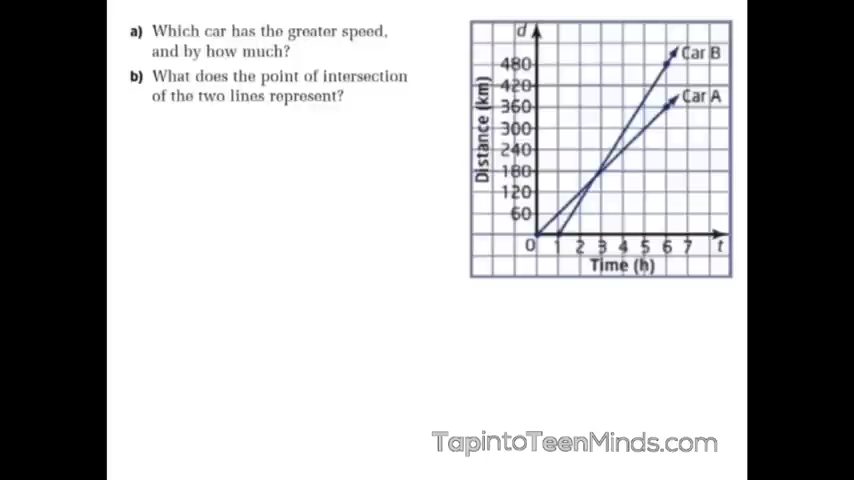 a) Which car has the greater speed,
and by how much?
b) What does the point of intersection
of the two lines represent?
d
Car B
480
420
Car A
360
300
240
180
120
60
Distance (km)
0 1 2 3 4 5 6 7 t
Time (h)
TapintoTeenMinds.com